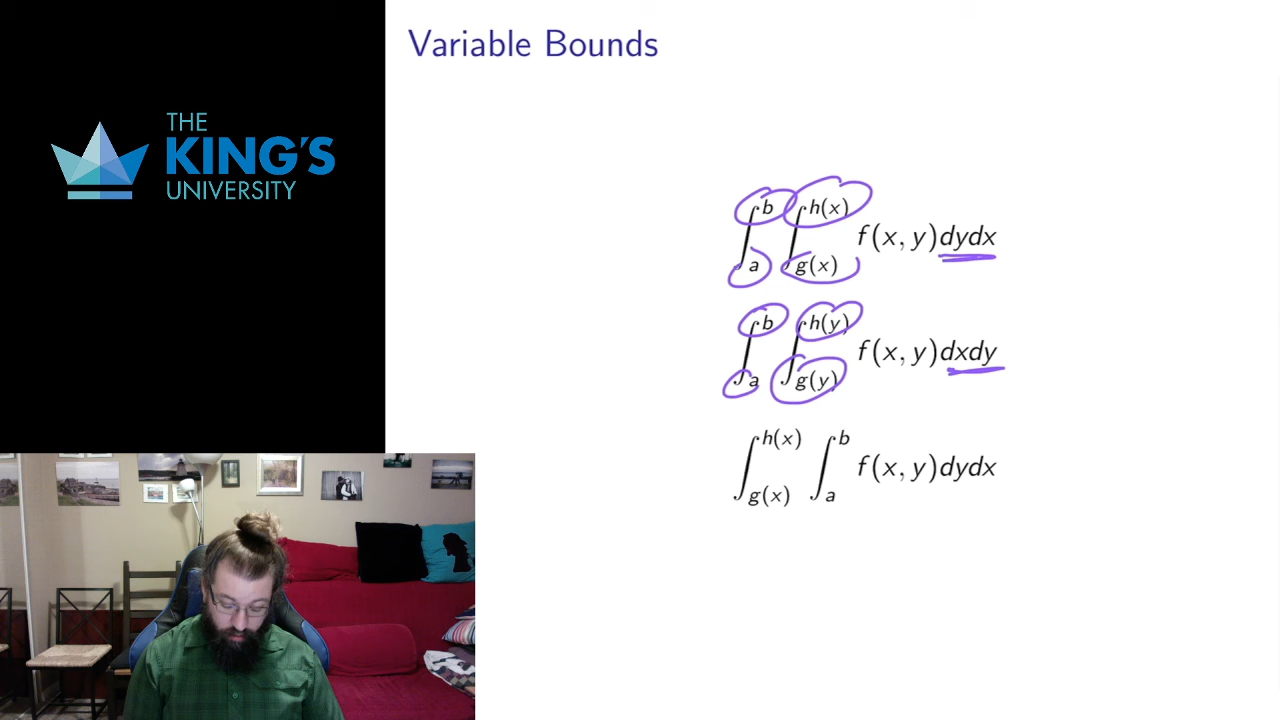 THE
KING'S
UNIVERSITY
Variable Bounds
∫_a^b ∫_{g(x)}^{h(x)} f(x, y)dydx
∫_a^b ∫_{g(y)}^{h(y)} f(x, y)dxdy
∫_{g(x)}^{h(x)} ∫_a^b f(x, y)dydx